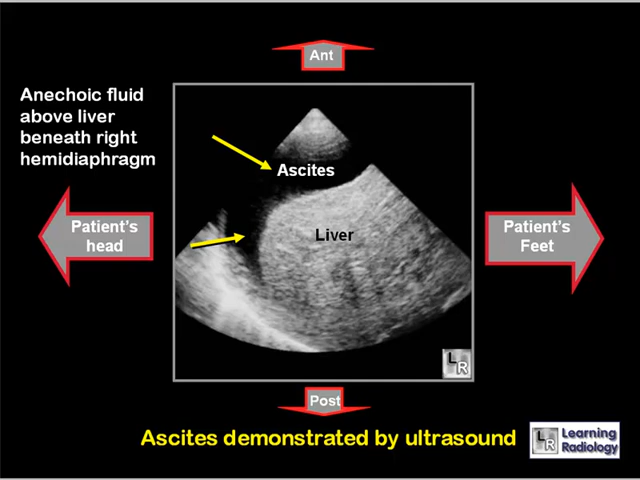 Ant
Anechoic fluid
above liver
beneath right
hemidiaphragm
Ascites
Patient's
head
Liver
Patient's
Feet
LR
Post
Ascites demonstrated by ultrasound
LR Learning
Radiology